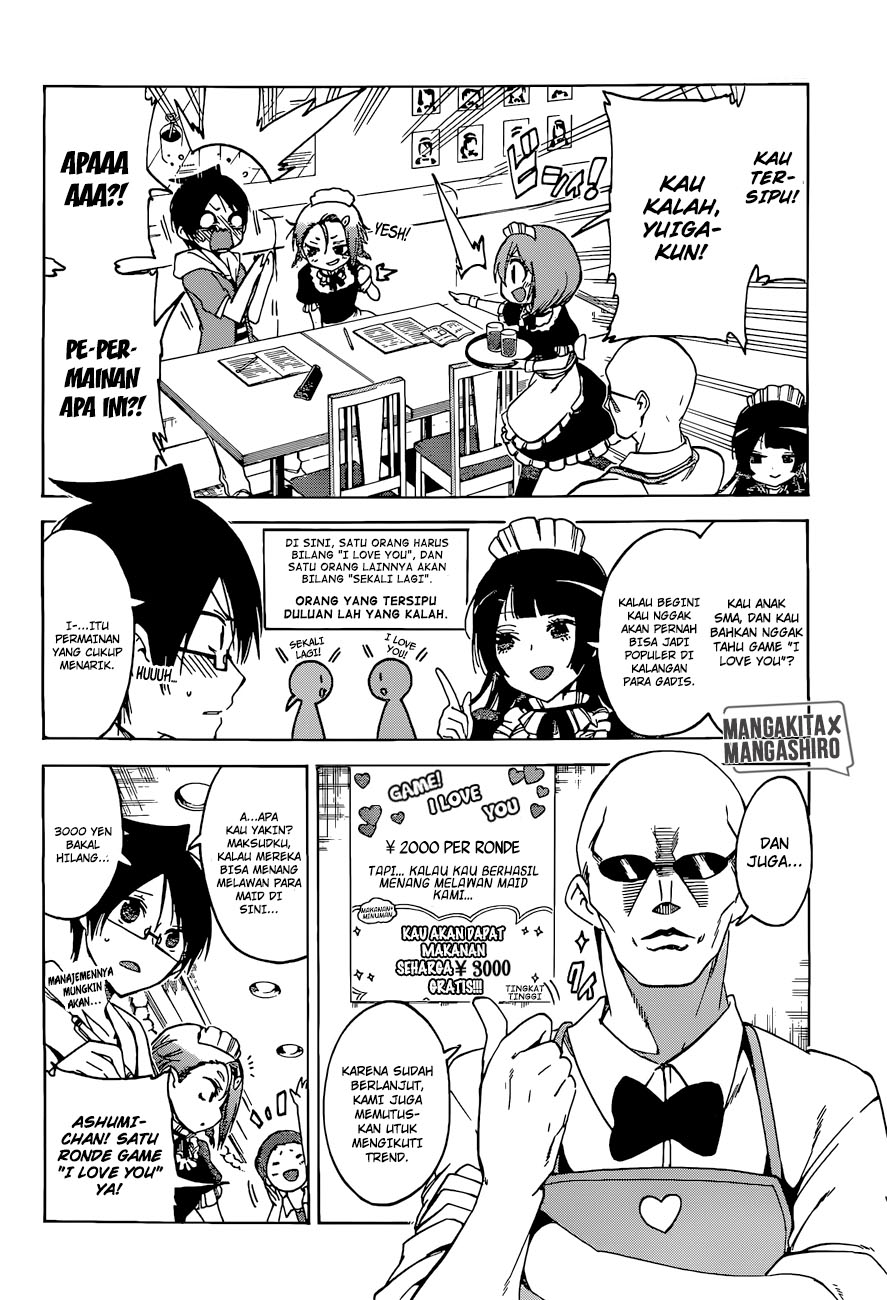 KAU
TER-
SIPU!
KAU
KALAH,
YUIGA-
KUN!
ビシィ!
YESH!
APAAA
AAA?!
PE-PER-
MAINAN
APA INI?!
KAU ANAK
SMA, DAN KAU
BAHKAN NGGAK
TAHU GAME "I
LOVE YOU"?
KALAU BEGINI
KAU NGGAK
AKAN PERNAH
BISA JADI
POPULER DI
KALANGAN
PARA GADIS.
DI SINI, SATU ORANG HARUS
BILANG "I LOVE YOU", DAN
SATU ORANG LAINNYA AKAN
BILANG "SEKALI LAGI".
ORANG YANG TERSIPU
DULUAN LAH YANG KALAH.
I LOVE
YOU!
SEKALI
LAGI!
I-...ITU
PERMAINAN
YANG CUKUP
MENARIK.
HUUUH...
MANGAKITA X
MANGASHIRO
DAN
JUGA...
GAME!
I LOVE
YOU
¥ 2000 PER RONDE
TAPI... KALAU KAU BERHASIL
MENANG MELAWAN MAID
KAMI...
MAKANAN+
MINUMAN
KAU AKAN DAPAT
MAKANAN
SEHARGA ¥ 3000
GRATIS!!!
TINGKAT
TINGGI
KARENA SUDAH
BERLANJUT,
KAMI JUGA
MEMUTUS-
KAN UTUK
MENGIKUTI
TREND.
A...APA
KAU YAKIN?
MAKSUDKU,
KALAU MEREKA
BISA MENANG
MELAWAN PARA
MAID DI
SINI...
3000 YEN
BAKAL
HILANG...
MANAJEMENNYA
MUNGKIN
AKAN...
ASHUMI-
CHAN! SATU
RONDE GAME
"I LOVE YOU"
YA!